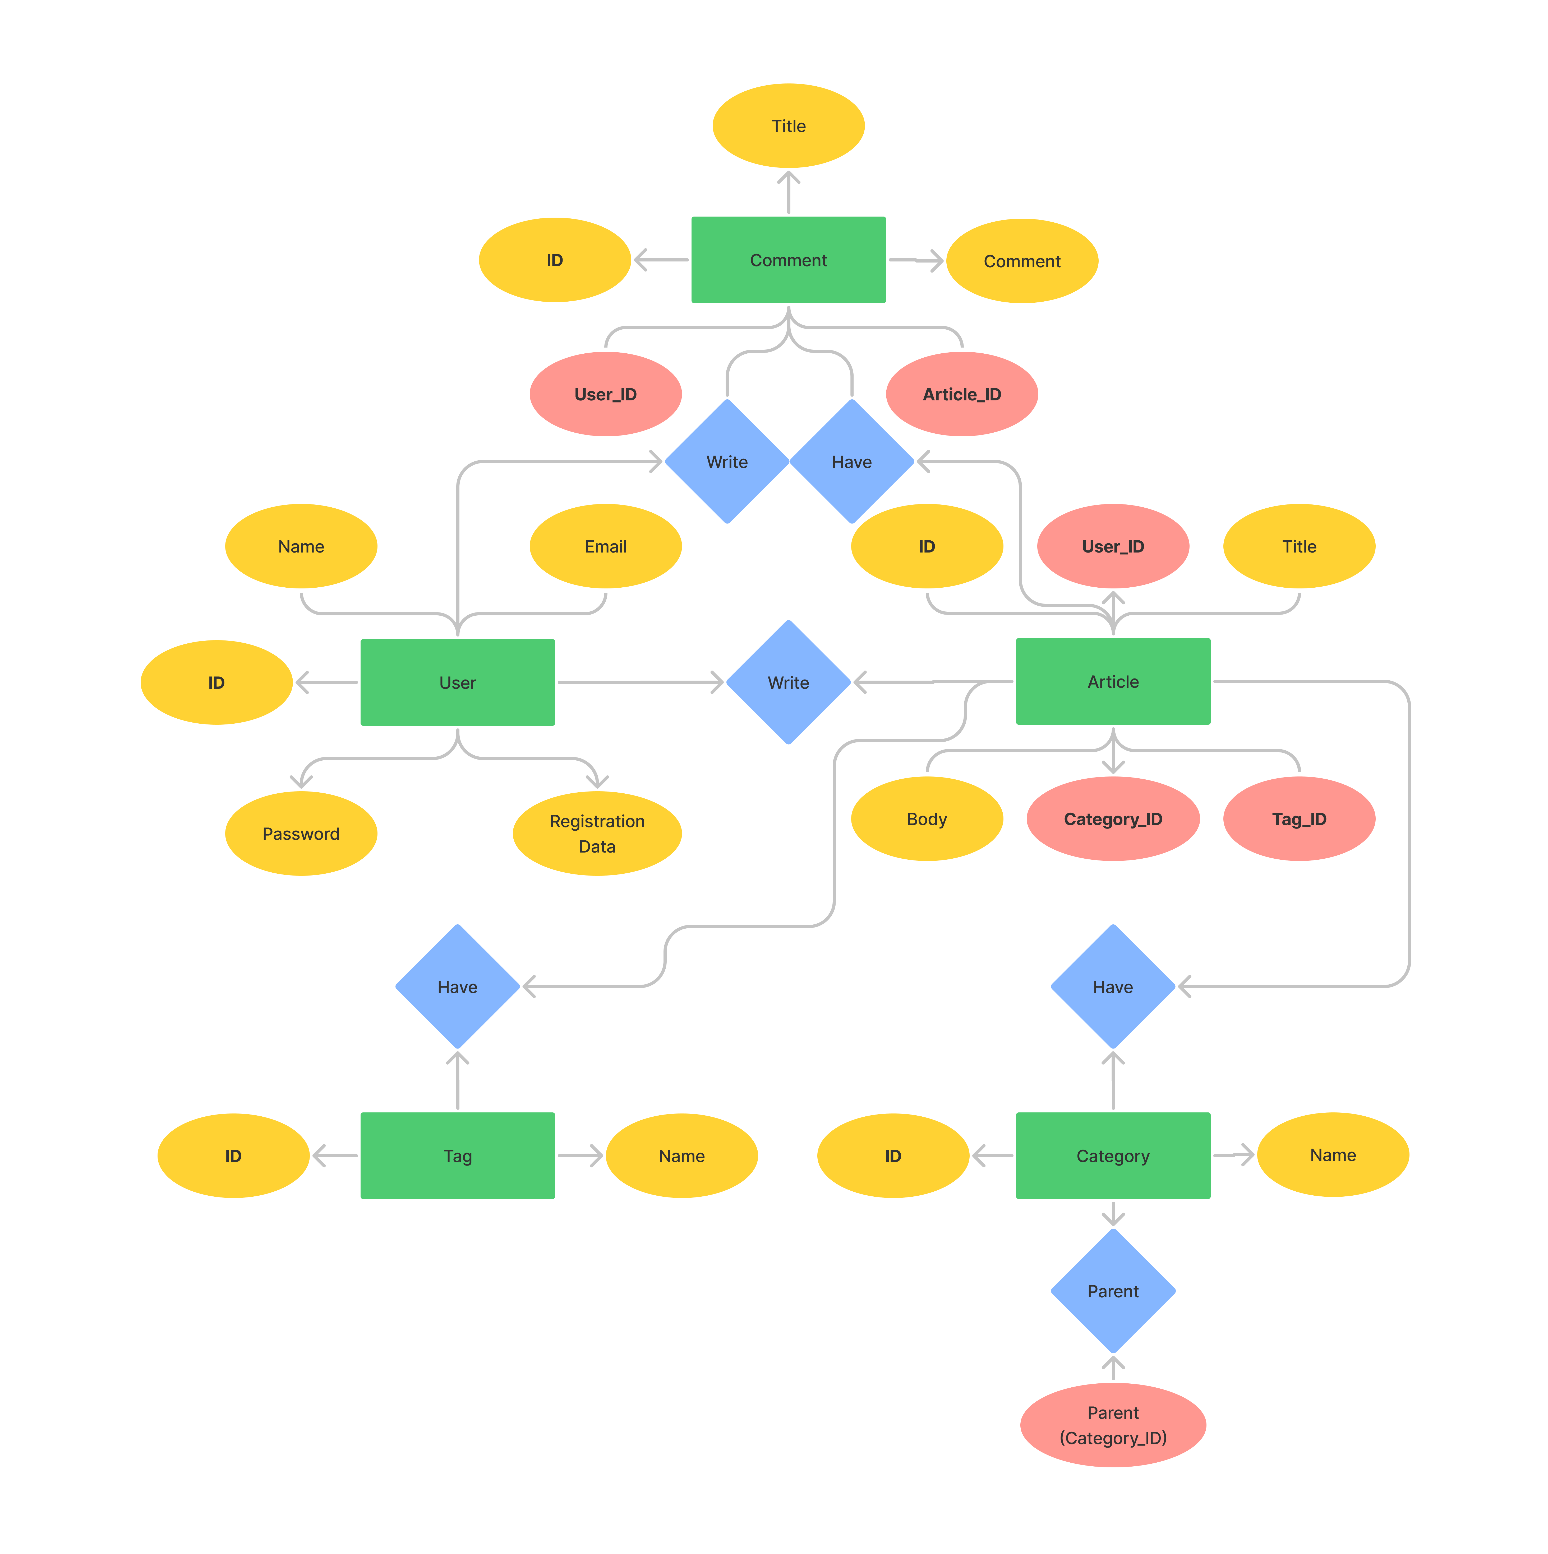 Title
ID
Comment
Comment
User_ID
Article_ID
Write
Have
Name
Email
ID
User_ID
Title
ID
User
Write
Article
Password
Registration
Data
Body
Category_ID
Tag_ID
Have
Have
ID
Tag
Name
ID
Category
Name
Parent
Parent
(Category_ID)